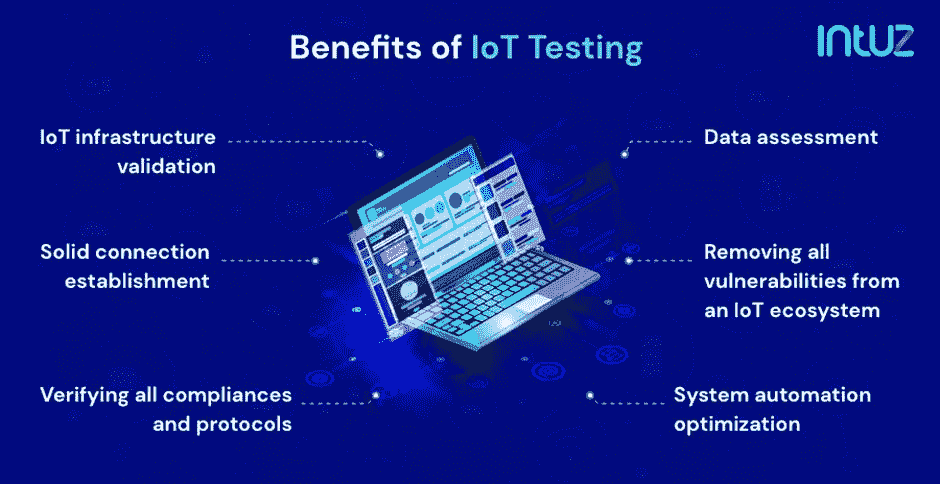 Benefits of IoT Testing
INTUZ
IoT infrastructure
validation
Data assessment
Solid connection
establishment
Removing all
vulnerabilities from
an IoT ecosystem
Verifying all compliances
and protocols
System automation
optimization